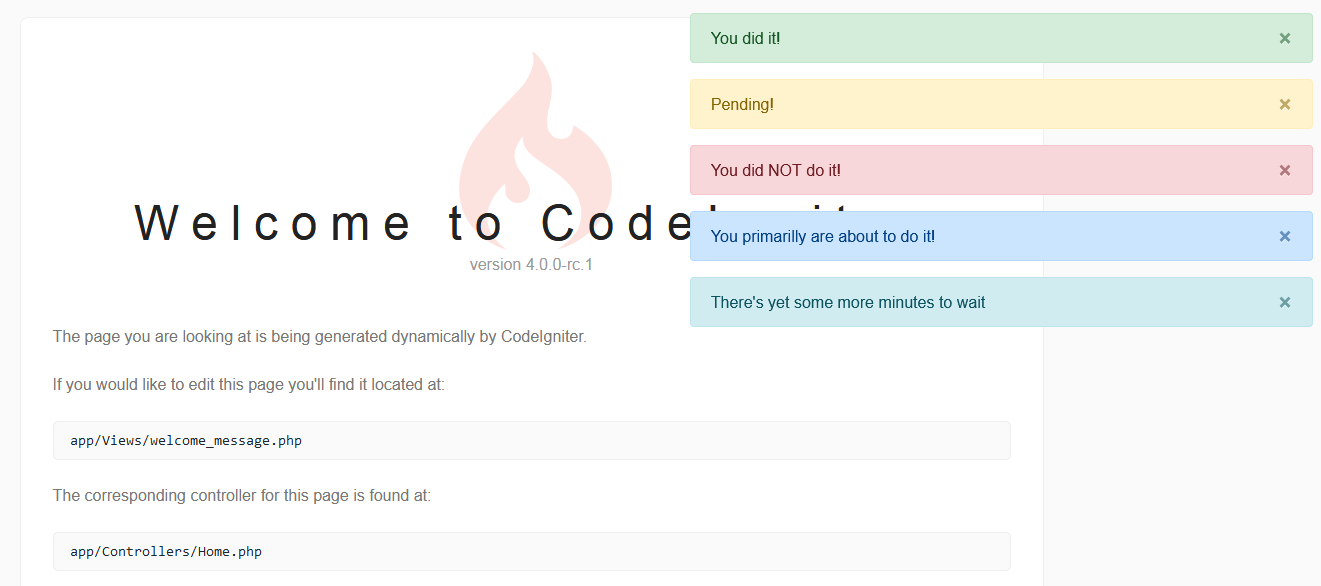 You did it! ×
Pending! ×
You did NOT do it! ×
Welcome to Code
You primarilly are about to do it! ×
version 4.0.0-rc.1
There's yet some more minutes to wait ×
The page you are looking at is being generated dynamically by CodeIgniter.
If you would like to edit this page you'll find it located at:
app/Views/welcome_message.php
The corresponding controller for this page is found at:
app/Controllers/Home.php